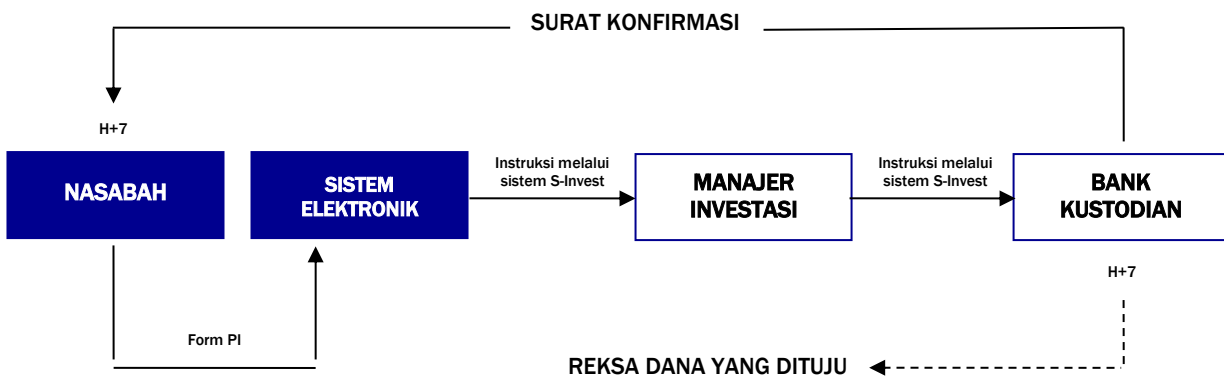 SURAT KONFIRMASI
H+7
NASABAH
SISTEM
ELEKTRONIK
Instruksi melalui
sistem S-Invest
MANAJER
INVESTASI
Instruksi melalui
sistem S-Invest
BANK
KUSTODIAN
H+7
Form PI
REKSA DANA YANG DITUJU